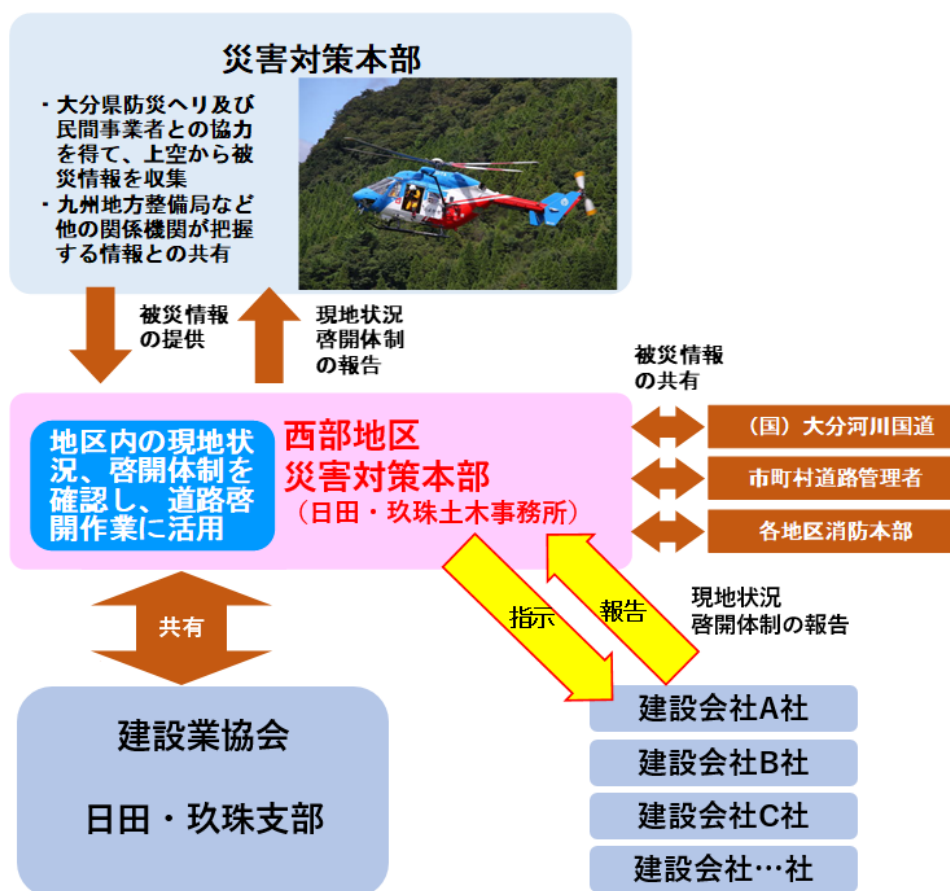 災害対策本部
・大分県防災ヘリ及び
民間事業者との協力
を得て、上空から被
災情報を収集
・九州地方整備局など
他の関係機関が把握
する情報との共有
被災情報
の提供
現地状況
啓開体制
の報告
被災情報
の共有
地区内の現地状
況、啓開体制を
確認し、道路啓
開作業に活用
西部地区
災害対策本部
（日田・玖珠土木事務所）
（国）大分河川国道
市町村道路管理者
各地区消防本部
共有
指示
報告
現地状況
啓開体制の報告
建設業協会
日田・玖珠支部
建設会社A社
建設会社B社
建設会社C社
建設会社…社